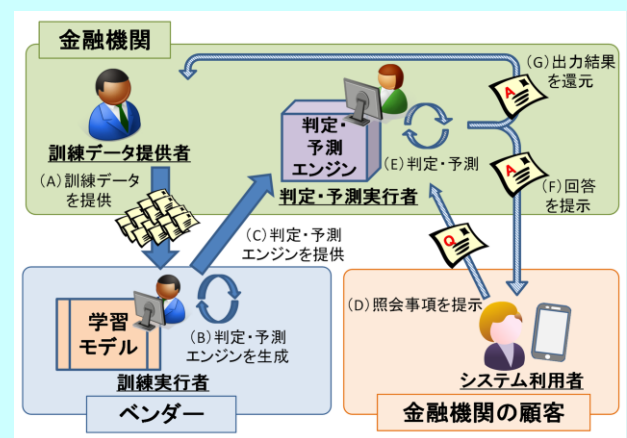 金融機関
訓練データ提供者
(A)訓練データ
を提供
判定・
予測
エンジン
判定・予測実行者
(E)判定・予測
(G)出力結果
を還元
A
A
(F)回答
を提示
(C)判定・予測
エンジンを提供
Q
(D)照会事項を提示
学習
モデル
(B)判定・予測
エンジンを生成
訓練実行者
ベンダー
システム利用者
金融機関の顧客